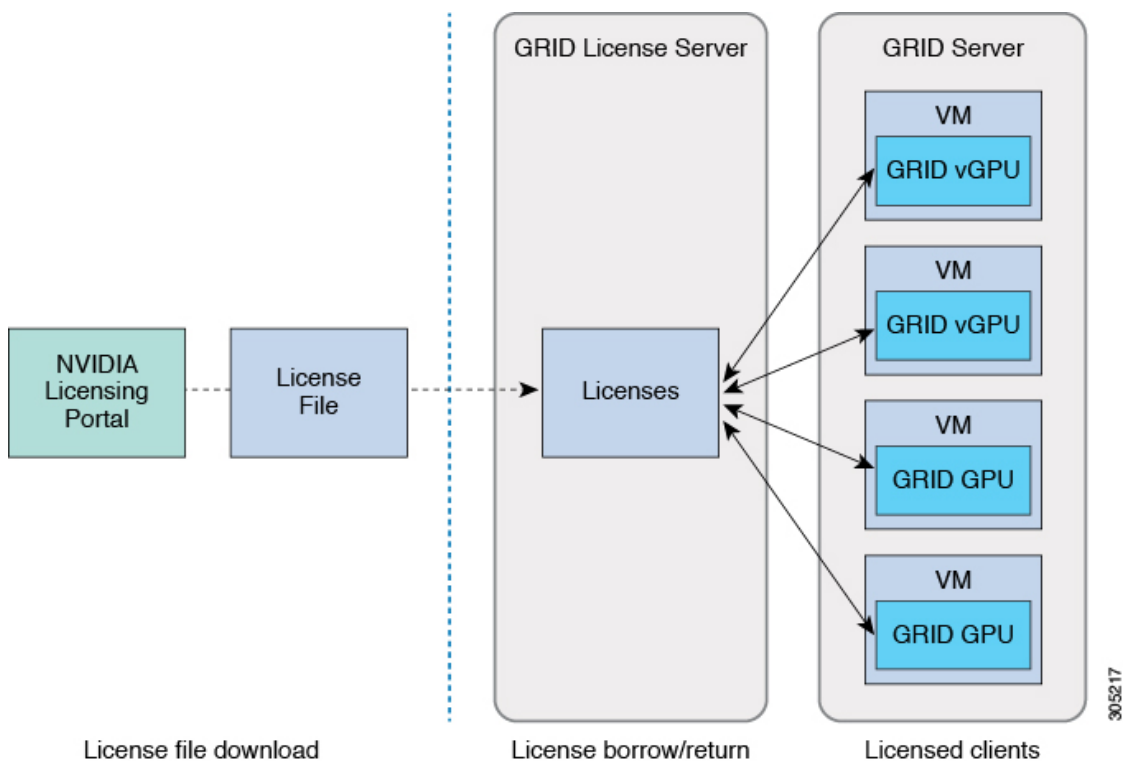 GRID License Server
GRID Server
VM
GRID vGPU
VM
GRID vGPU
NVIDIA
Licensing
Portal
License
File
Licenses
VM
GRID GPU
VM
GRID GPU
305217
License file download
License borrow/return
Licensed clients